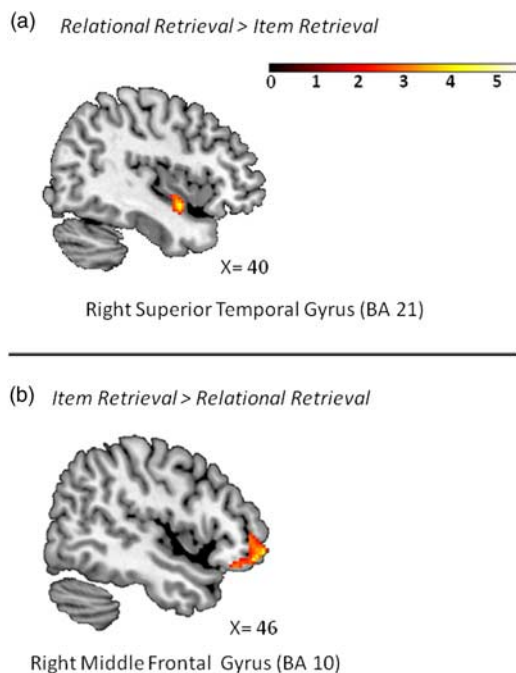 (a) Relational Retrieval > Item Retrieval
0 1 2 3 4 5
X= 40
Right Superior Temporal Gyrus (BA 21)
(b) Item Retrieval > Relational Retrieval
X= 46
Right Middle Frontal Gyrus (BA 10)